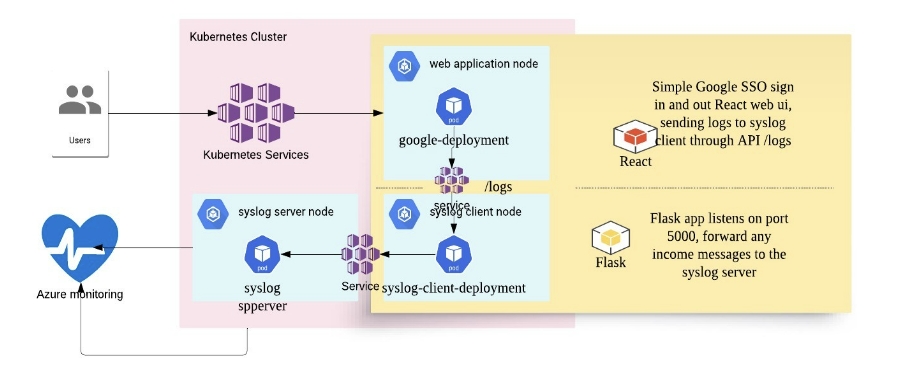 Kubernetes Cluster
Users
Kubernetes Services
web application node
pod
google-deployment
Simple Google SSO sign
in and out React web ui,
sending logs to syslog
client through API /logs
React
/logs
service
syslog server node
pod
syslog
spperver
Service
syslog client node
pod
syslog-client-deployment
Flask app listens on port
5000, forward any
income messages to the
syslog server
Flask
Azure monitoring